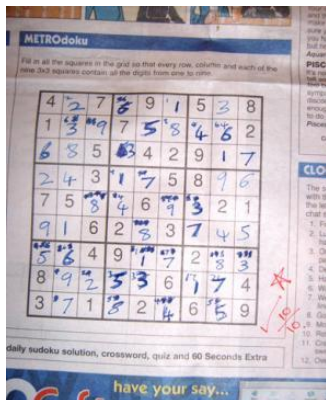 METROdoku
Fill in all the squares in the grid so that every row, column and each of the
nine 3x3 squares contain all the digits from one to nine.
4 2 7 6 9 1 5 3 8
1 3 9 7 5 8 4 6 2
6 8 5 3 4 2 9 1 7
2 4 3 1 7 5 8 9 6
7 5 8 4 6 9 3 2 1
9 1 6 2 8 3 7 4 5
5 6 4 9 1 7 2 8 3
8 9 2 5 3 6 1 7 4
3 7 1 8 2 4 6 5 9
10/10
daily sudoku solution, crossword, quiz and 60 Seconds Extra
have your say...
PISC
CLO